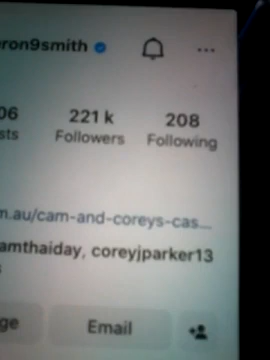 ron9smith
06 221 k 208
sts Followers Following
m.au/cam-and-coreys-cas...
amthaiday, coreyjparker13
s
ge Email